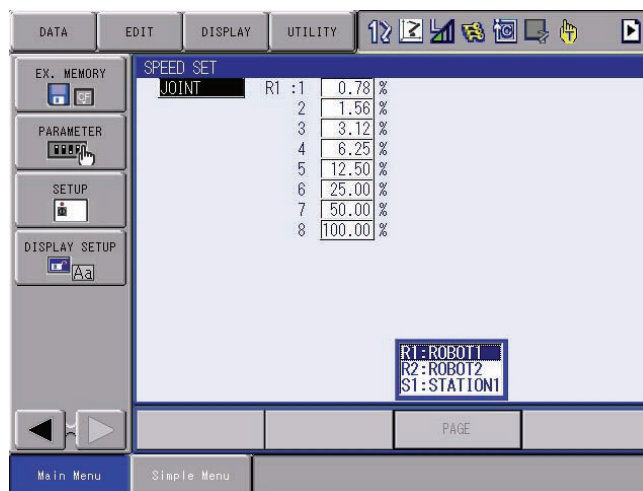 DATA EDIT DISPLAY UTILITY
EX. MEMORY
CF
PARAMETER
SETUP
DISPLAY SETUP
Aa
SPEED SET
JOINT R1 :1 0.78 %
2 1.56 %
3 3.12 %
4 6.25 %
5 12.50 %
6 25.00 %
7 50.00 %
8 100.00 %
R1:ROBOT1
R2:ROBOT2
S1:STATION1
PAGE
Main Menu Simple Menu